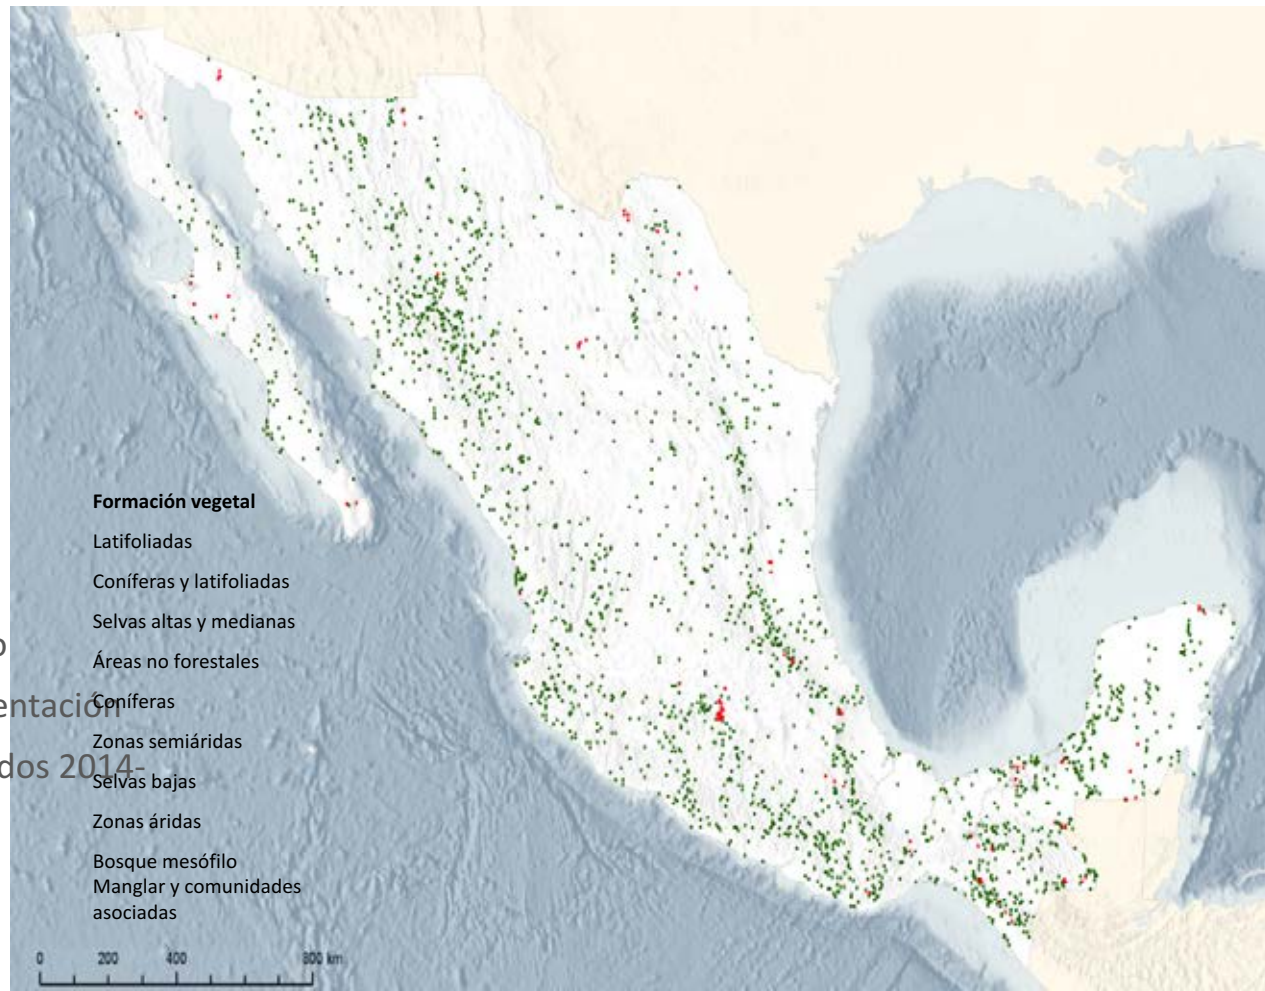 Formación vegetal
Latifoliadas
Coníferas y latifoliadas
Selvas altas y medianas
Áreas no forestales
Coníferas
entación
Zonas semiáridas
dos 2014-
Selvas bajas
Zonas áridas
Bosque mesófilo
Manglar y comunidades
asociadas
0 200 400 800 km